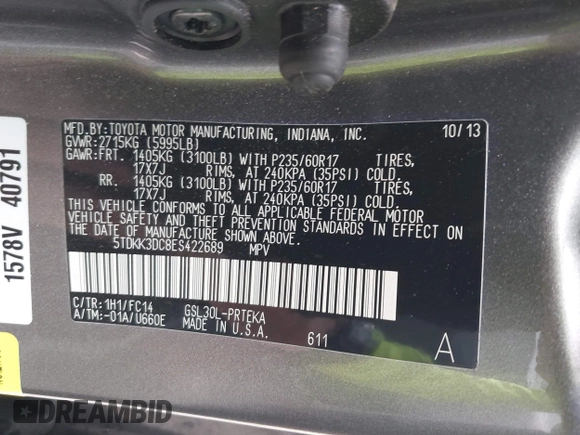 MFD.BY:TOYOTA MOTOR MANUFACTURING, INDIANA, INC. 10/13
GVWR:2715KG (5995LB)
GAWR:FRT. 1405KG (3100LB) WITH P235/60R17 TIRES,
17X7J RIMS, AT 240KPA (35PSI) COLD.
RR. 1405KG (3100LB) WITH P235/60R17 TIRES,
17X7J RIMS, AT 240KPA (35PSI) COLD.
THIS VEHICLE CONFORMS TO ALL APPLICABLE FEDERAL MOTOR
VEHICLE SAFETY AND THEFT PREVENTION STANDARDS IN EFFECT ON
THE DATE OF MANUFACTURE SHOWN ABOVE.
5TDKK3DC8ES422689 MPV
C/TR:1H1/FC14 GSL30L-PRTEKA
A/TM:-01A/U660E MADE IN U.S.A. 611 A
1578V 40791
DREAMBID